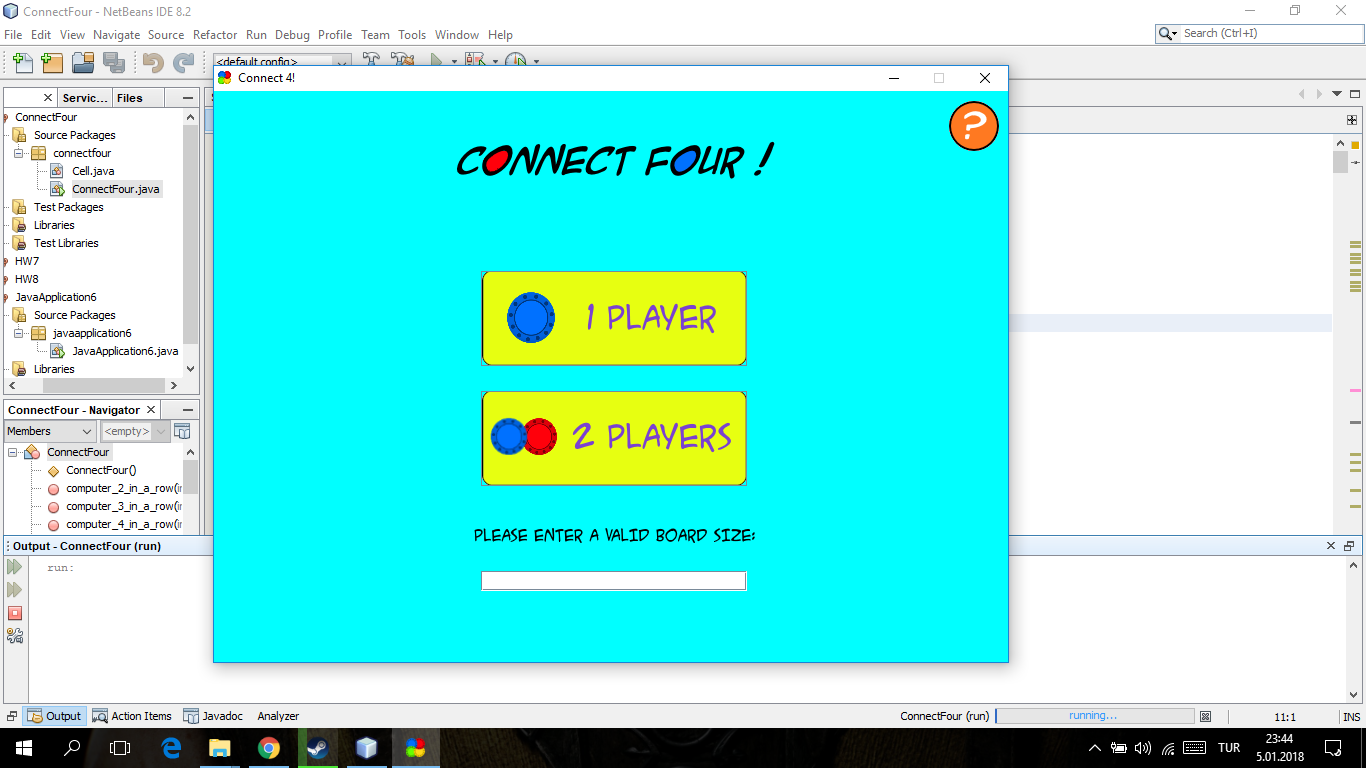 ConnectFour - NetBeans IDE 8.2
File Edit View Navigate Source Refactor Run Debug Profile Team Tools Window Help
Search (Ctrl+I)
<default config>
Connect 4!
Servic... Files
ConnectFour
Source Packages
connectfour
Cell.java
ConnectFour.java
Test Packages
Libraries
Test Libraries
HW7
HW8
JavaApplication6
Source Packages
javaapplication6
JavaApplication6.java
Libraries
?
CONNECT FOUR !
1 PLAYER
2 PLAYERS
PLEASE ENTER A VALID BOARD SIZE:
ConnectFour - Navigator
Members <empty>
ConnectFour
ConnectFour()
computer_2_in_a_row(i
computer_3_in_a_row(i
computer_4_in_a_row(i
Output - ConnectFour (run)
run:
Output Action Items Javadoc Analyzer
ConnectFour (run) running... 11:1 INS
TUR 23:44
5.01.2018